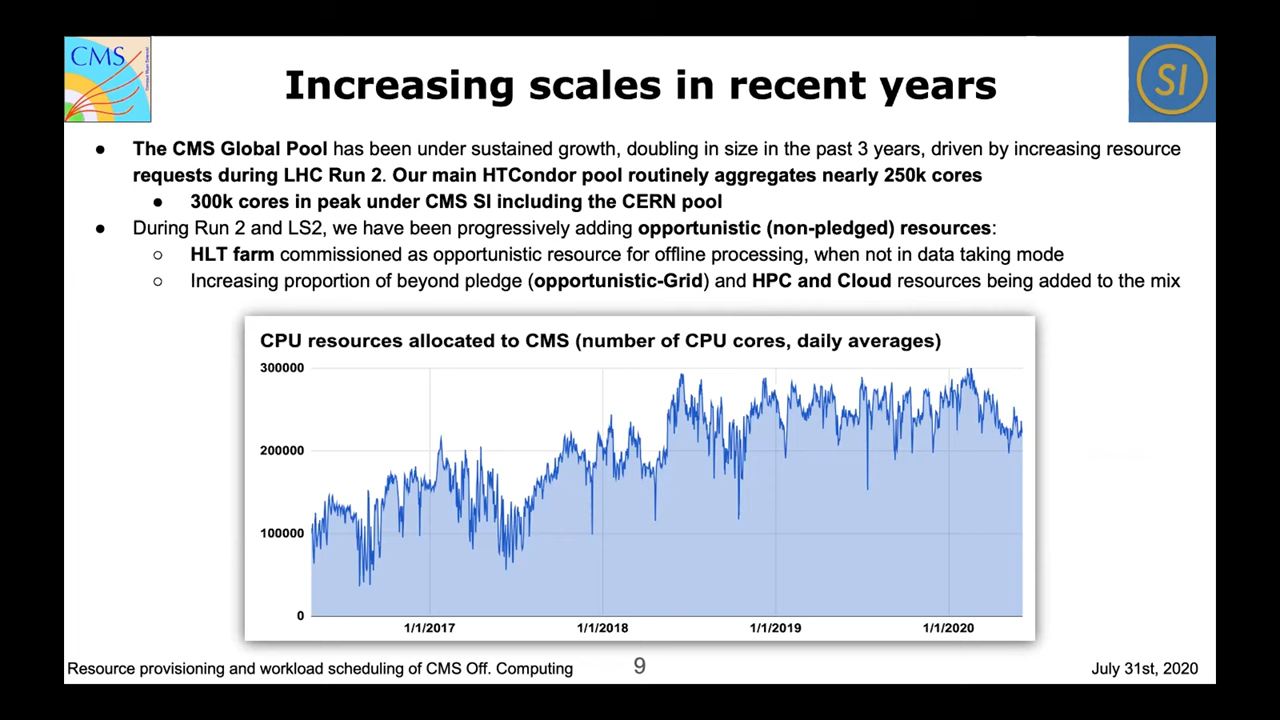 CMS
SI
Increasing scales in recent years
● The CMS Global Pool has been under sustained growth, doubling in size in the past 3 years, driven by increasing resource
requests during LHC Run 2. Our main HTCondor pool routinely aggregates nearly 250k cores
● 300k cores in peak under CMS SI including the CERN pool
● During Run 2 and LS2, we have been progressively adding opportunistic (non-pledged) resources:
○ HLT farm commissioned as opportunistic resource for offline processing, when not in data taking mode
○ Increasing proportion of beyond pledge (opportunistic-Grid) and HPC and Cloud resources being added to the mix
CPU resources allocated to CMS (number of CPU cores, daily averages)
300000
200000
100000
0
1/1/2017 1/1/2018 1/1/2019 1/1/2020
Resource provisioning and workload scheduling of CMS Off. Computing 9 July 31st, 2020